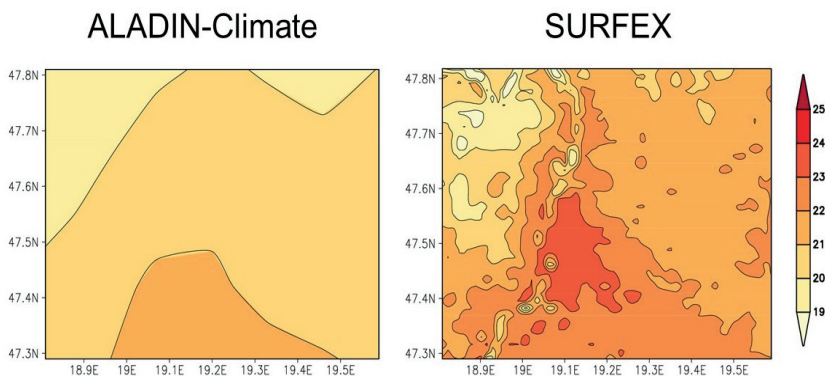 ALADIN-Climate
SURFEX
47.8N
47.7N
47.6N
47.5N
47.4N
47.3N
18.9E 19E 19.1E 19.2E 19.3E 19.4E 19.5E
47.8N
47.7N
47.6N
47.5N
47.4N
47.3N
18.9E 19E 19.1E 19.2E 19.3E 19.4E 19.5E
25
24
23
22
21
20
19